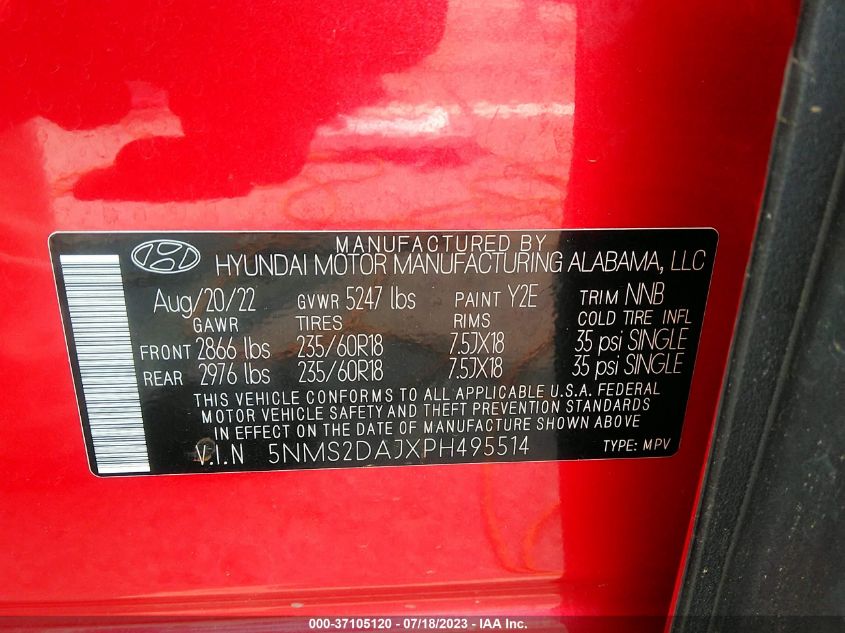 MANUFACTURED BY
HYUNDAI MOTOR MANUFACTURING ALABAMA, LLC
Aug/20/22 GVWR 5247 lbs PAINT Y2E TRIM NNB
GAWR TIRES RIMS COLD TIRE INFL
FRONT 2866 lbs 235/60R18 7.5JX18 35 psi SINGLE
REAR 2976 lbs 235/60R18 7.5JX18 35 psi SINGLE
THIS VEHICLE CONFORMS TO ALL APPLICABLE U.S.A. FEDERAL
MOTOR VEHICLE SAFETY AND THEFT PREVENTION STANDARDS
IN EFFECT ON THE DATE OF MANUFACTURE SHOWN ABOVE
V.I.N 5NMS2DAJXPH495514 TYPE: MPV
000-37105120 - 07/18/2023 - IAA Inc.